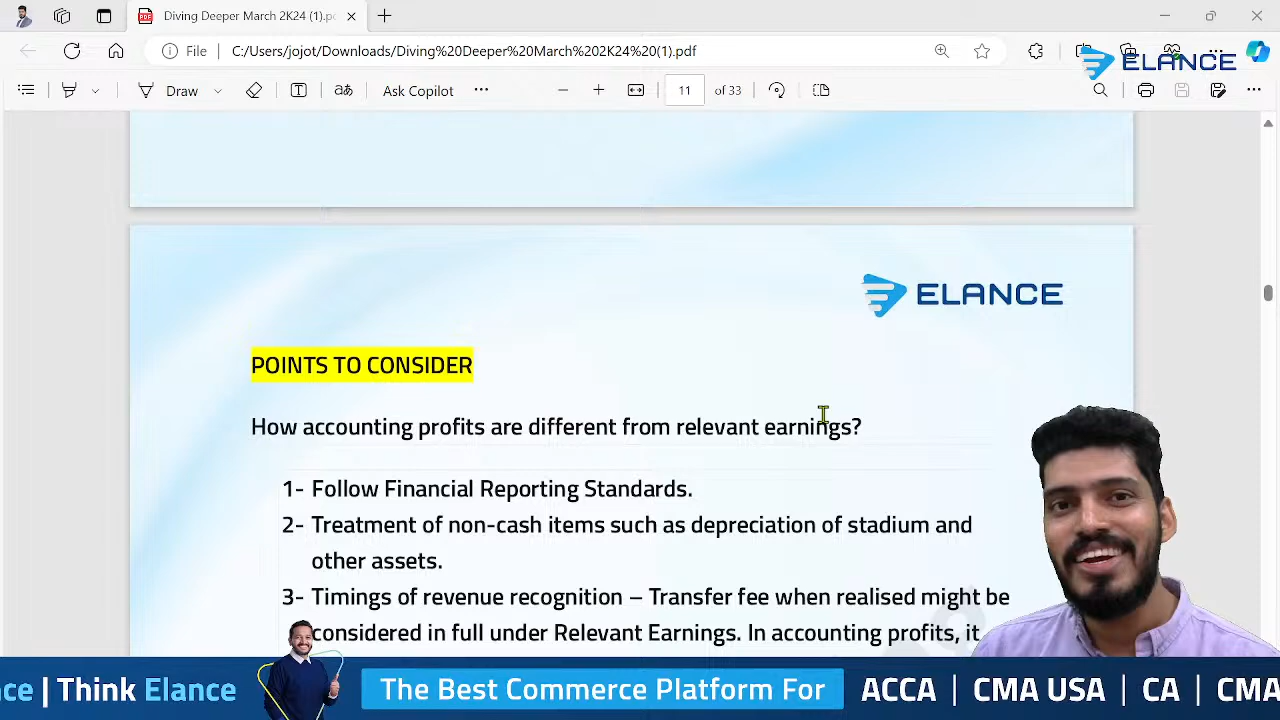 Diving Deeper March 2K24 (1).pc
File
C:/Users/jojot/Downloads/Diving%20Deeper%20March%202K24%20(1).pdf
ELANCE
Draw
Ask Copilot
11
of 33
ELANCE
POINTS TO CONSIDER
How accounting profits are different from relevant earnings?
1- Follow Financial Reporting Standards.
2- Treatment of non-cash items such as depreciation of stadium and
other assets.
3- Timings of revenue recognition – Transfer fee when realised might be
considered in full under Relevant Earnings. In accounting profits, it
nce | Think Elance
The Best Commerce Platform For
ACCA | CMA USA | CA | CMA